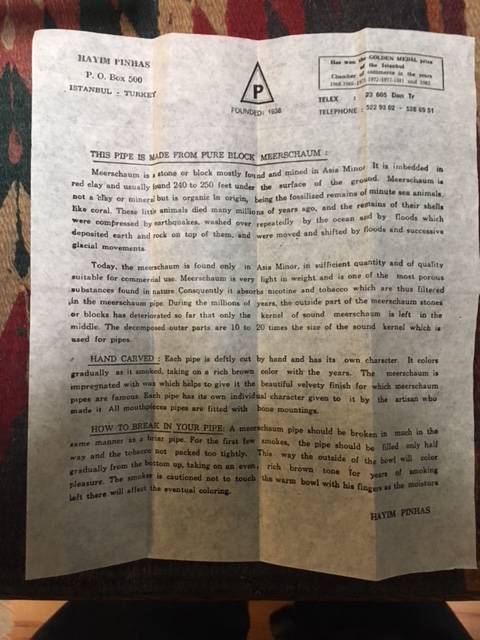 HAYIM PINHAS
P. O. Box 500
ISTANBUL - TURKEY
P
FOUNDED: 1938
Has won the GOLDEN MEDAL price
of the Istanbul
Chamber of commerce in the years
TELEX : 23 605 Dan Tr
TELEPHONE : 522 93 02 - 528 65 51
THIS PIPE IS MADE FROM PURE BLOCK MEERSCHAUM :
Meerschaum is a stone or block mostly found and mined in Asia Minor It is imbedded in
red clay and usually found 240 to 250 feet under the surface of the ground. Meerschaum is
not a clay or mineral but is organic in origin, being the fossilized remains of minute sea animals
like coral. These little animals died many millions of years ago, and the remains of their shells
were compressed by earthquakes, washed over repeatedly by the ocean and by floods which
deposited earth and rock on top of them, and were moved and shifted by floods and successive
glacial movements
Today, the meerschaum is found only in Asia Minor, in sufficient quantity and of quality
suitable for commercial use. Meerschaum is very light in weight and is one of the most porous
substances found in nature Consquently it absorbs nicotine and tobacco which are thus filtered
in the meerschaum pipe. During the millions of years, the outside part of the meerschaum stones
or blocks has deteriorated so far that only the kernel of sound meerschaum is left in the
middle. The decomposed outer parts are 10 to 20 times the size of the sound kernel which is
used for pipes.
HAND CARVED : Each pipe is deftly cut by hand and has its own character. It colors
gradually as it smoked, taking on a rich brown color with the years. The meerschaum is
impregnated with wax which helps to give it the beautiful velvety finish for which meerschaum
pipes are famous. Each pipe has its own individual character given to it by the artisan who
made it All mouthpieces pipes are fitted with bone mountings.
HOW TO BREAK IN YOUR PIPE: A meerschaum pipe should be broken in much in the
same manner as a briar pipe. For the first few smokes, the pipe should be filled only half
way and the tobacco not packed too tightly. This way the outside of the bowl will color
gradually from the bottom up, taking on an even, rich brown tone for years of smoking
pleasure. The smoker is cautioned not to touch the warm bowl with his fingers as the moisture
left there will affect the eventual coloring.
HAYIM PINHAS